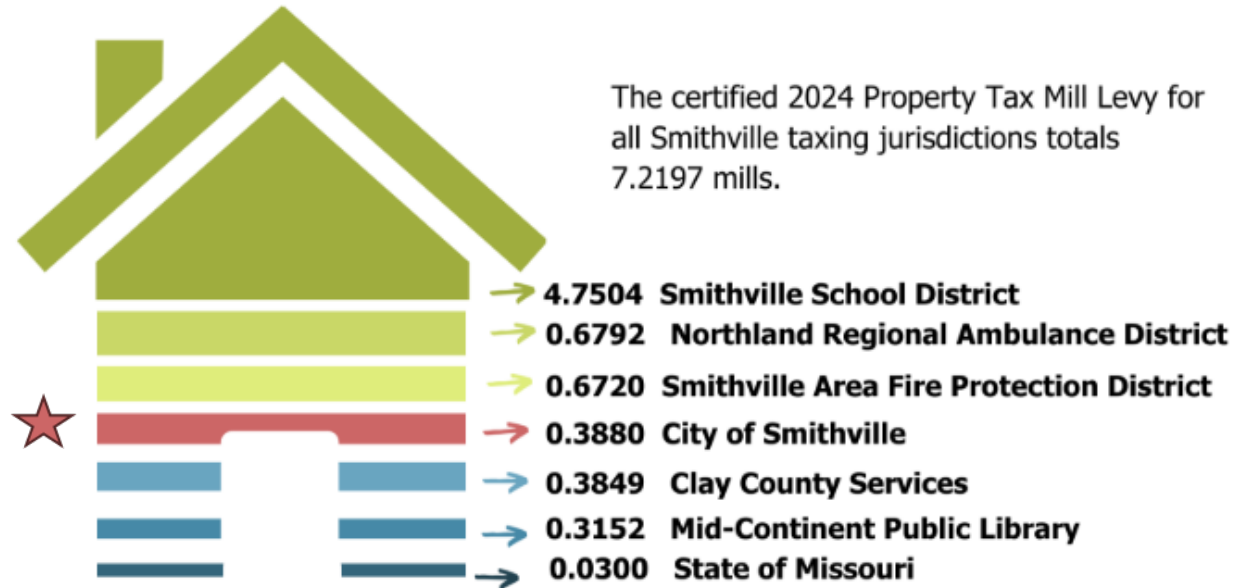 The certified 2024 Property Tax Mill Levy for
all Smithville taxing jurisdictions totals
7.2197 mills.
4.7504 Smithville School District
0.6792 Northland Regional Ambulance District
0.6720 Smithville Area Fire Protection District
0.3880 City of Smithville
0.3849 Clay County Services
0.3152 Mid-Continent Public Library
0.0300 State of Missouri